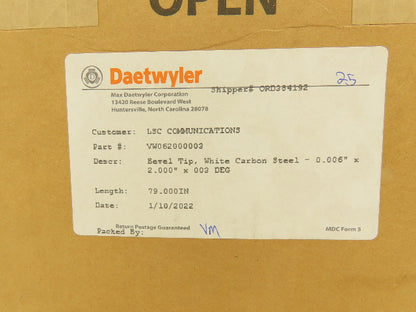 OPEN
Daetwyler
Shipper# ORD384192
25
Max Daetwyler Corporation
13420 Reese Boulevard West
Huntersville, North Carolina 28078
Customer: LSC COMMUNICATIONS
Part #: VW062000003
Descr: Bevel Tip, White Carbon Steel - 0.006" x
2.000" x 003 DEG
Length: 79.000IN
Date: 1/10/2022
Return Postage Guaranteed
Packed By: VM
MDC Form 5